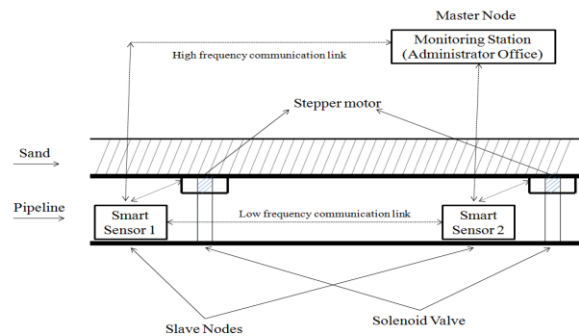 Master Node
Monitoring Station
(Administrator Office)
High frequency communication link
Stepper motor
Sand
Pipeline
Smart
Sensor 1
Low frequency communication link
Smart
Sensor 2
Slave Nodes
Solenoid Valve